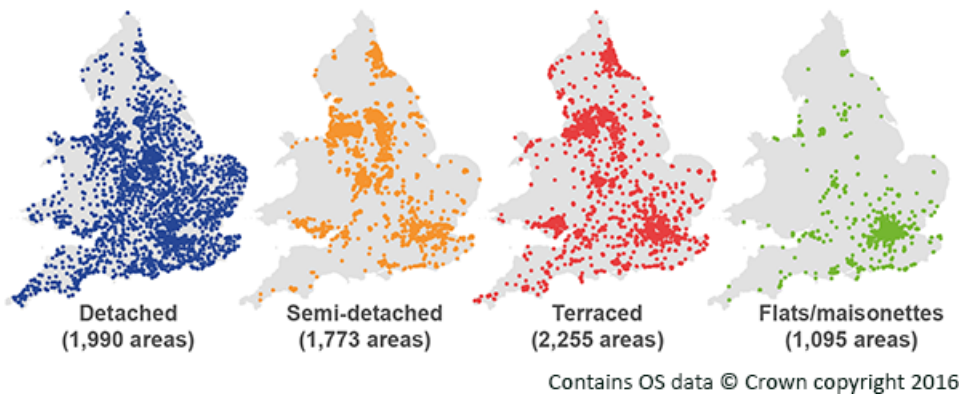 Detached
(1,990 areas)
Semi-detached
(1,773 areas)
Terraced
(2,255 areas)
Flats/maisonettes
(1,095 areas)
Contains OS data © Crown copyright 2016